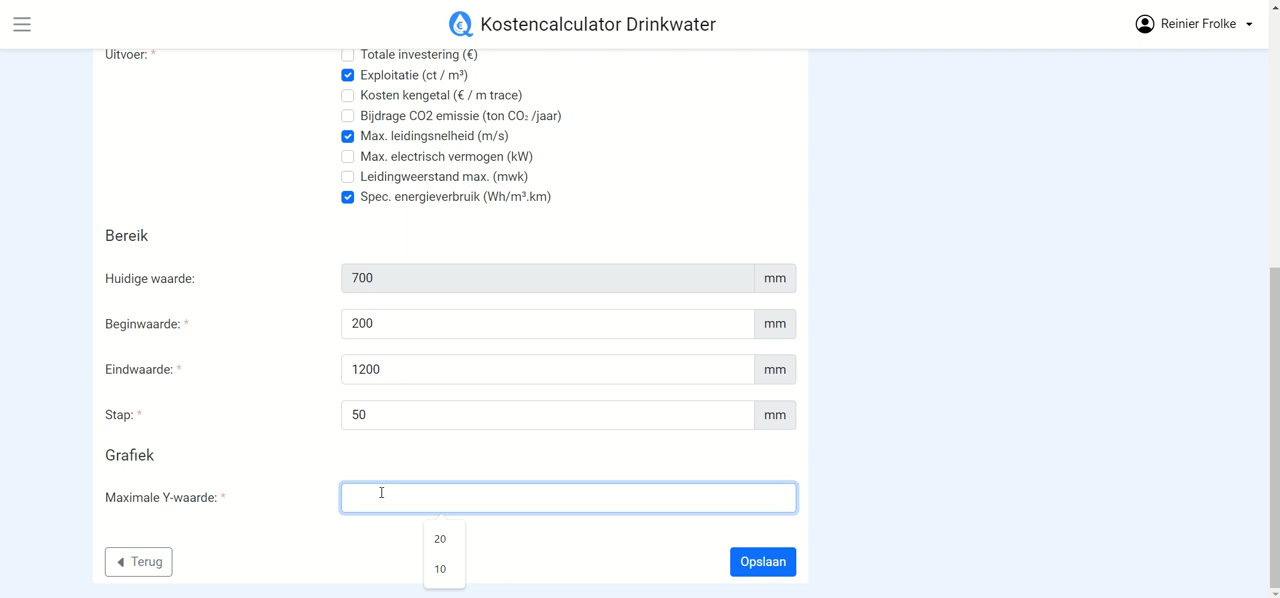 Kostencalculator Drinkwater
Reinier Frolke
Uitvoer: *
Totale investering (€)
Exploitatie (ct / m³)
Kosten kengetal (€ / m trace)
Bijdrage CO2 emissie (ton CO₂ /jaar)
Max. leidingsnelheid (m/s)
Max. electrisch vermogen (kW)
Leidingweerstand max. (mwk)
Spec. energieverbruik (Wh/m³.km)
Bereik
Huidige waarde: 700 mm
Beginwaarde: * 200 mm
Eindwaarde: * 1200 mm
Stap: * 50 mm
Grafiek
Maximale Y-waarde: *
20
10
Terug
Opslaan